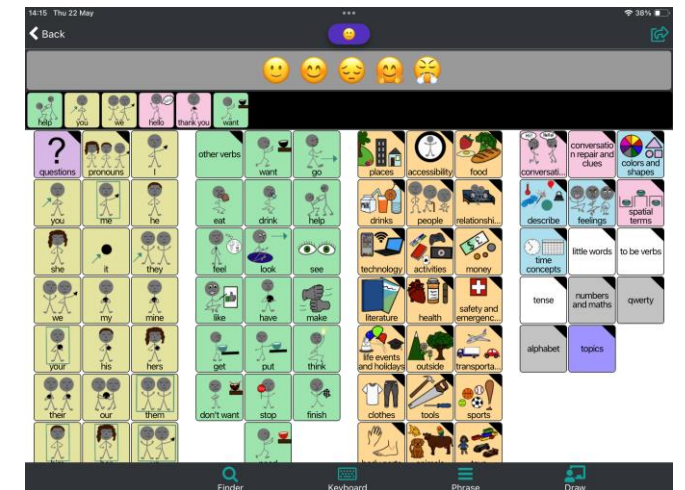 14:15 Thu 22 May
38%
Back
help you we hello thank you want
questions pronouns I other verbs want go places accessibility food conversati... conversatio
n repair and
clues colors and
shapes
you me he eat drink help drinks people relationshi... describe feelings spatial
terms
she it they feel look see technology activities money time
concepts little words to be verbs
we my mine like have make literature health safety and
emergenc... tense numbers
and maths qwerty
your his hers get put think life events
and holidays outside transporta... alphabet topics
their our them don't want stop finish clothes tools sports
Finder Keyboard Phrase Draw